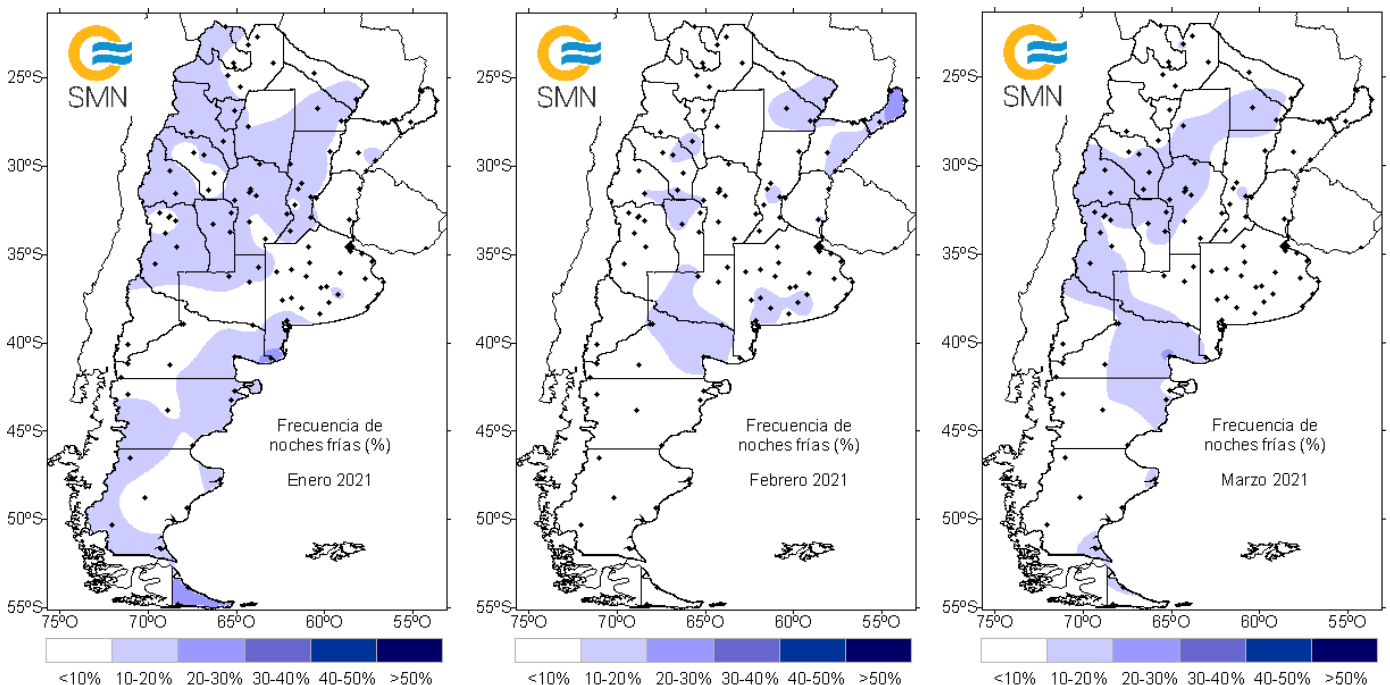 SMN
25ºS
30ºS
35ºS
40ºS
45ºS
50ºS
55ºS
75ºO 70ºO 65ºO 60ºO 55ºO
Frecuencia de
noches frías (%)
Enero 2021
<10% 10-20% 20-30% 30-40% 40-50% >50%
SMN
25ºS
30ºS
35ºS
40ºS
45ºS
50ºS
55ºS
75ºO 70ºO 65ºO 60ºO 55ºO
Frecuencia de
noches frías (%)
Febrero 2021
<10% 10-20% 20-30% 30-40% 40-50% >50%
SMN
25ºS
30ºS
35ºS
40ºS
45ºS
50ºS
55ºS
75ºO 70ºO 65ºO 60ºO 55ºO
Frecuencia de
noches frías (%)
Marzo 2021
<10% 10-20% 20-30% 30-40% 40-50% >50%